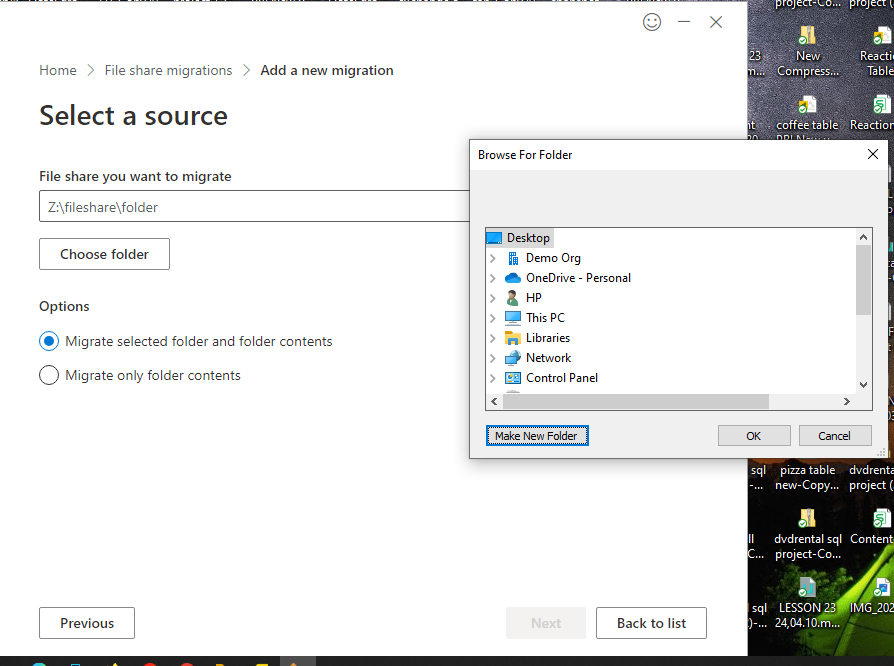 Home > File share migrations > Add a new migration
Select a source
File share you want to migrate
Z:\fileshare\folder
Choose folder
Options
Migrate selected folder and folder contents
Migrate only folder contents
Previous
Next
Back to list
Browse For Folder
Desktop
Demo Org
OneDrive - Personal
HP
This PC
Libraries
Network
Control Panel
Make New Folder
OK
Cancel
project-Co...
project (
23
m...
New
Compress...
Reacti
Table
coffee table
Reaction
sql
-...
pizza table
new-Copy...
dvdrenta
project (
ll
C...
dvdrental sql
project-Co...
Content
sql
)-...
LESSON 23
24,04.10.m...
IMG_202